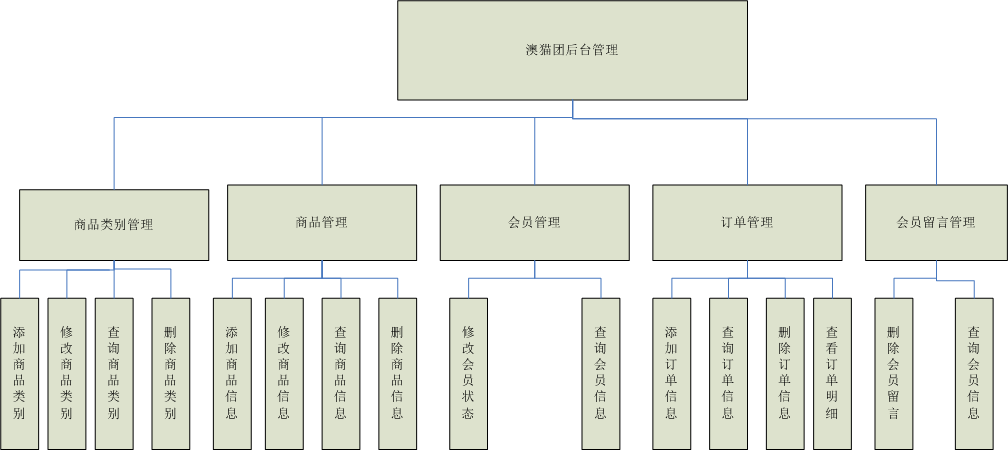 澳猫团后台管理
商品类别管理
商品管理
会员管理
订单管理
会员留言管理
添加商品类别
修改商品类别
查询商品类别
删除商品类别
添加商品信息
修改商品信息
查询商品信息
删除商品信息
修改会员状态
查询会员信息
添加订单信息
查询订单信息
删除订单信息
查看订单明细
删除会员留言
查询会员信息